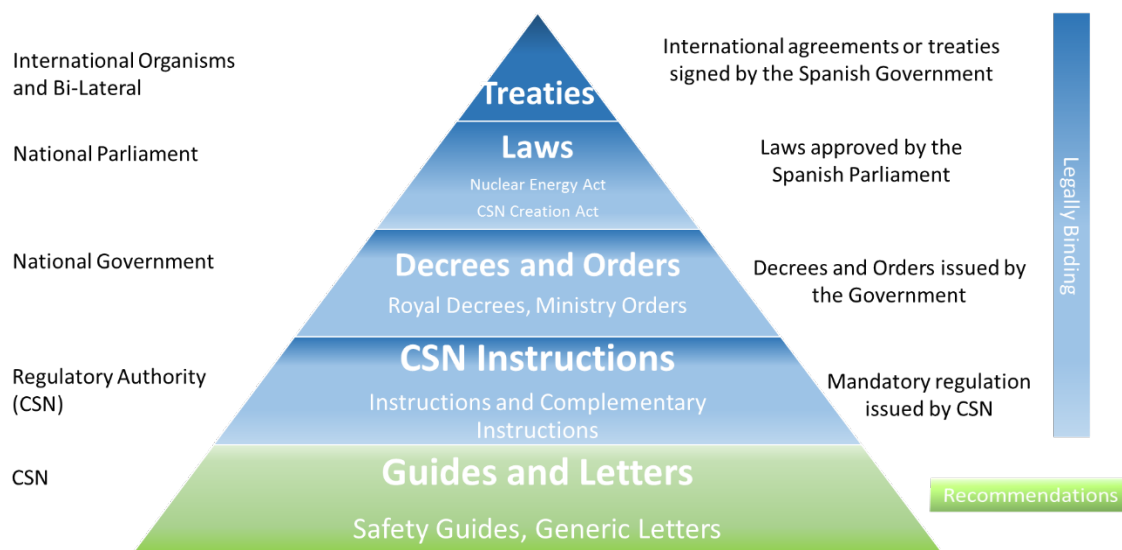 International Organisms
and Bi-Lateral
Treaties
International agreements or treaties
signed by the Spanish Government
National Parliament
Laws
Nuclear Energy Act
CSN Creation Act
Laws approved by the
Spanish Parliament
Legally Binding
National Government
Decrees and Orders
Royal Decrees, Ministry Orders
Decrees and Orders issued by
the Government
Regulatory Authority
(CSN)
CSN Instructions
Instructions and Complementary
Instructions
Mandatory regulation
issued by CSN
CSN
Guides and Letters
Safety Guides, Generic Letters
Recommendations